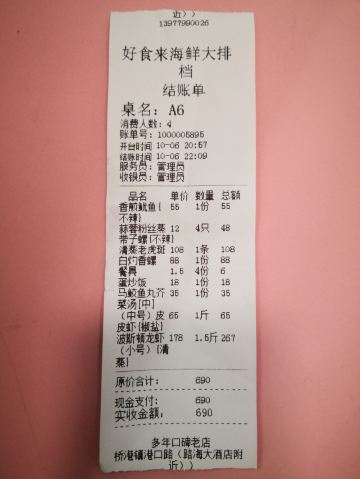 近））
13977990026
好食来海鲜大排
档
结账单
桌名：A6
消费人数：4
账单号：1000005895
开台时间 10-06 20:57
结账时间 10-06 22:09
服务员：管理员
收银员：管理员
品名 单价 数量 总额
香煎鱿鱼{ 55 1份 55
不辣}
蒜蓉粉丝蒸 12 4只 48
带子螺{不辣}
清蒸老虎斑 108 1条 108
白灼香螺 88 1份 88
餐具 1.5 4份 6
蛋炒饭 18 1份 18
马鲛鱼丸芥 35 1份 35
菜汤[中]
（中号）皮 65 1斤 65
皮虾{椒盐}
波斯顿龙虾 178 1.5斤 267
（小号）{清
蒸}
原价合计： 690
现金支付： 690
实收金额： 690
多年口碑老店
桥港镇港口路（路海大酒店附
近））